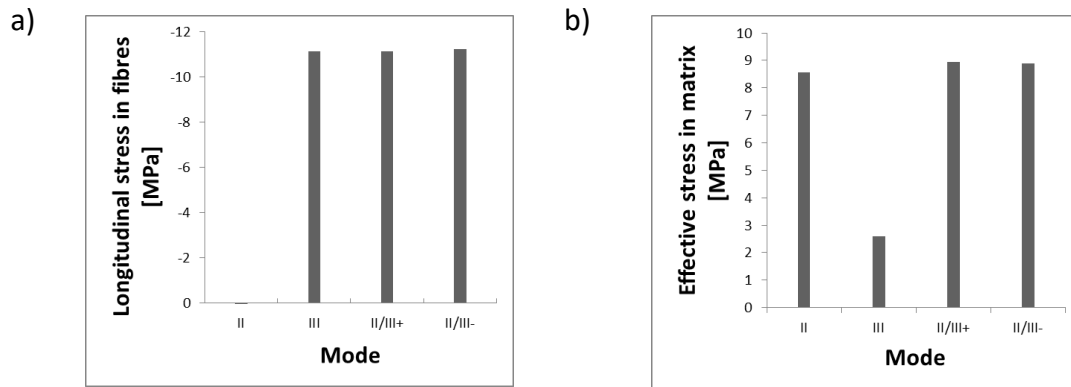 a)
Longitudinal stress in fibres
[MPa]
-12
-10
-8
-6
-4
-2
0
II
III
II/III+
II/III-
Mode
b)
Effective stress in matrix
[MPa]
10
9
8
7
6
5
4
3
2
1
0
II
III
II/III+
II/III-
Mode